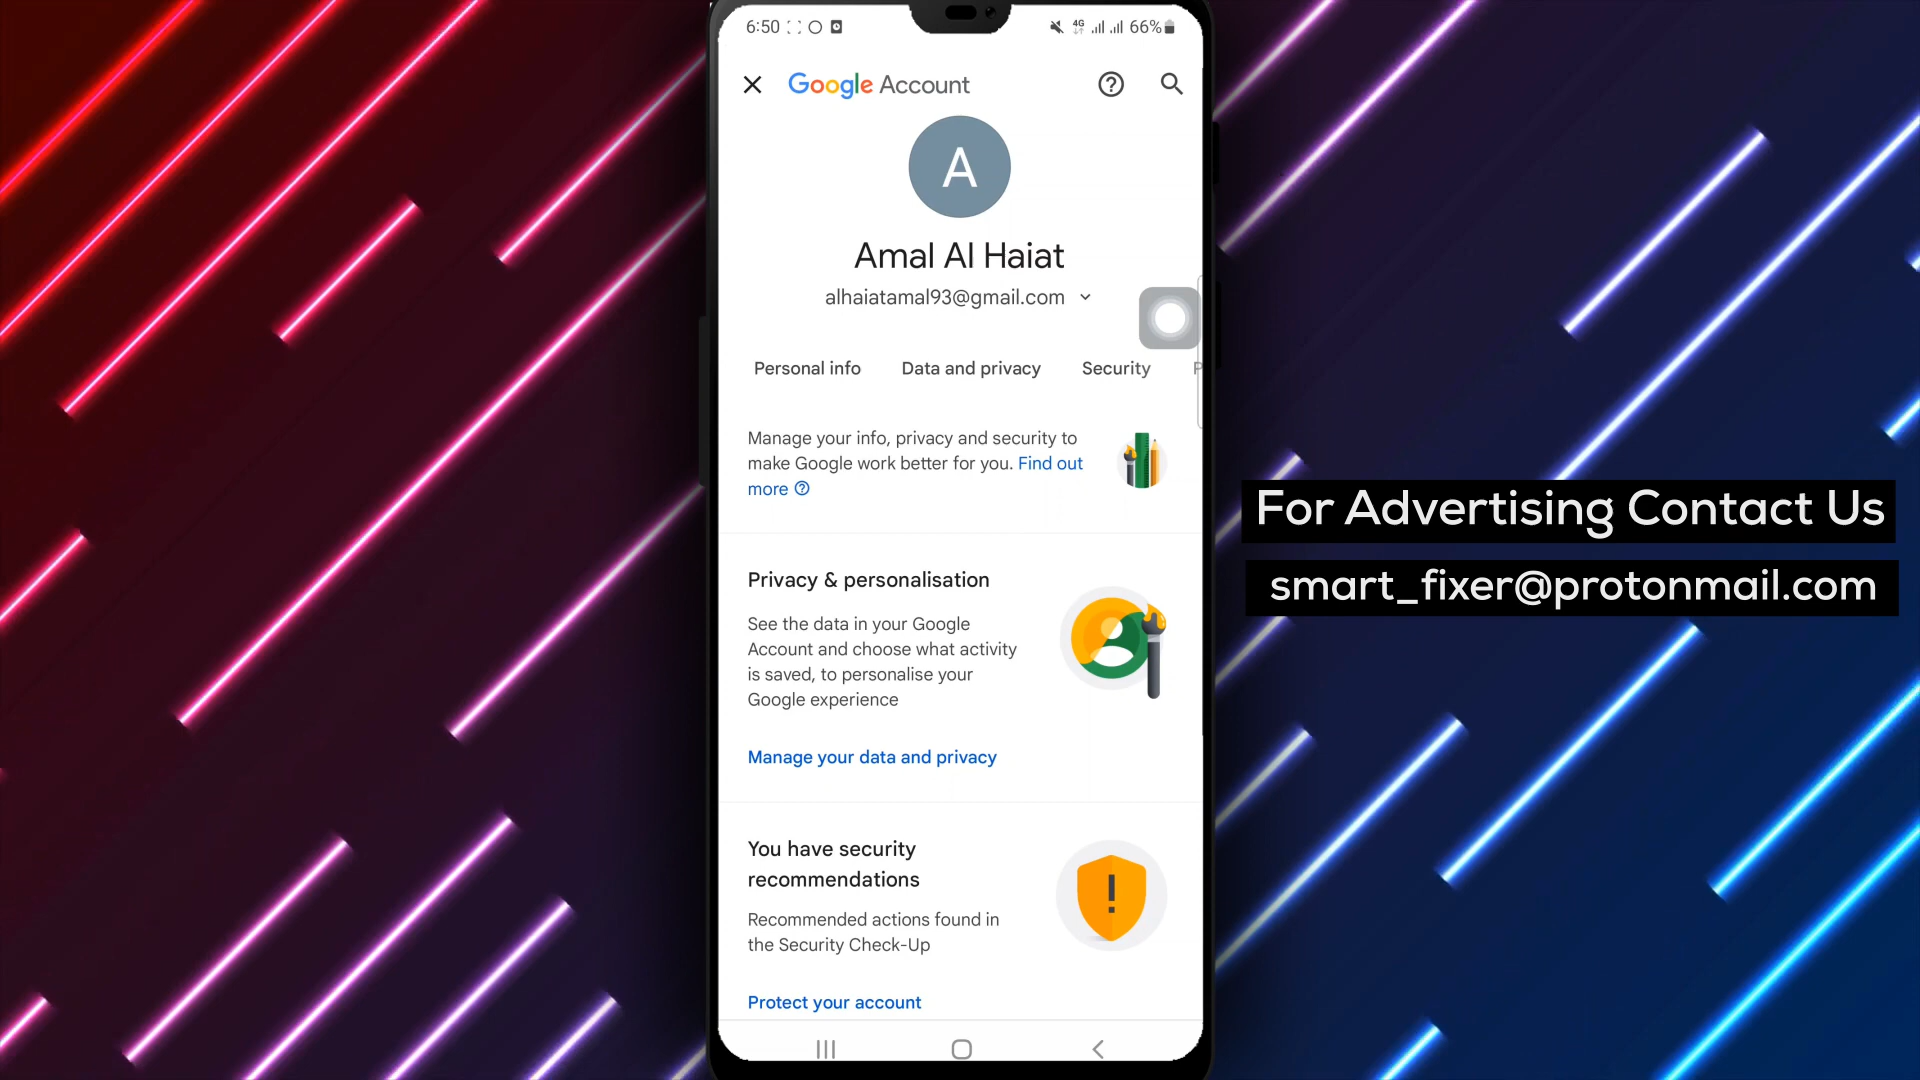 6:50
4G
66%
Google Account
A
Amal Al Haiat
alhaiatamal93@gmail.com
Personal info
Data and privacy
Security
P
Manage your info, privacy and security to
make Google work better for you. Find out
more
Privacy & personalisation
See the data in your Google
Account and choose what activity
is saved, to personalise your
Google experience
Manage your data and privacy
You have security
recommendations
Recommended actions found in
the Security Check-Up
Protect your account
For Advertising Contact Us
smart_fixer@protonmail.com